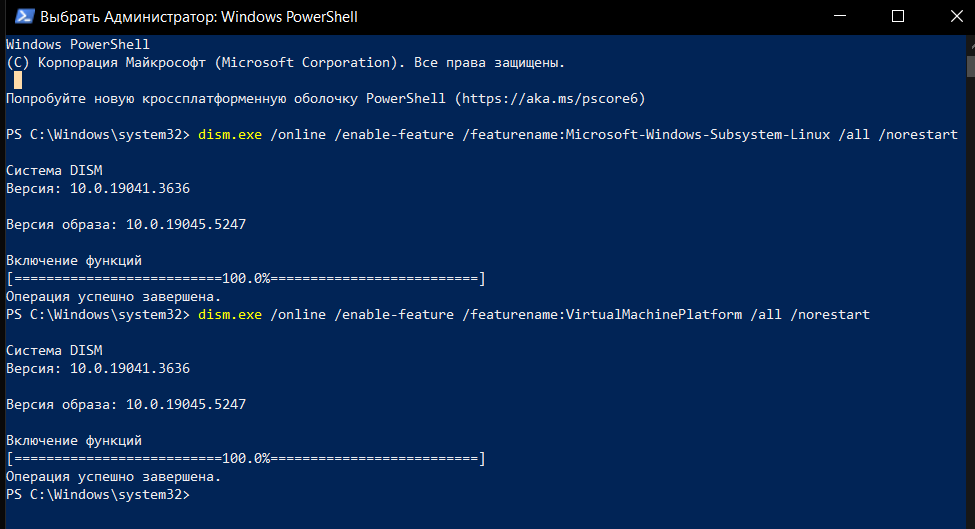 Выбрать Администратор: Windows PowerShell
Windows PowerShell
(C) Корпорация Майкрософт (Microsoft Corporation). Все права защищены.
Попробуйте новую кроссплатформенную оболочку PowerShell (https://aka.ms/pscore6)
PS C:\Windows\system32> dism.exe /online /enable-feature /featurename:Microsoft-Windows-Subsystem-Linux /all /norestart
Cистема DISM
Версия: 10.0.19041.3636
Версия образа: 10.0.19045.5247
Включение функций
[==========================100.0%==========================]
Операция успешно завершена.
PS C:\Windows\system32> dism.exe /online /enable-feature /featurename:VirtualMachinePlatform /all /norestart
Cистема DISM
Версия: 10.0.19041.3636
Версия образа: 10.0.19045.5247
Включение функций
[==========================100.0%==========================]
Операция успешно завершена.
PS C:\Windows\system32>